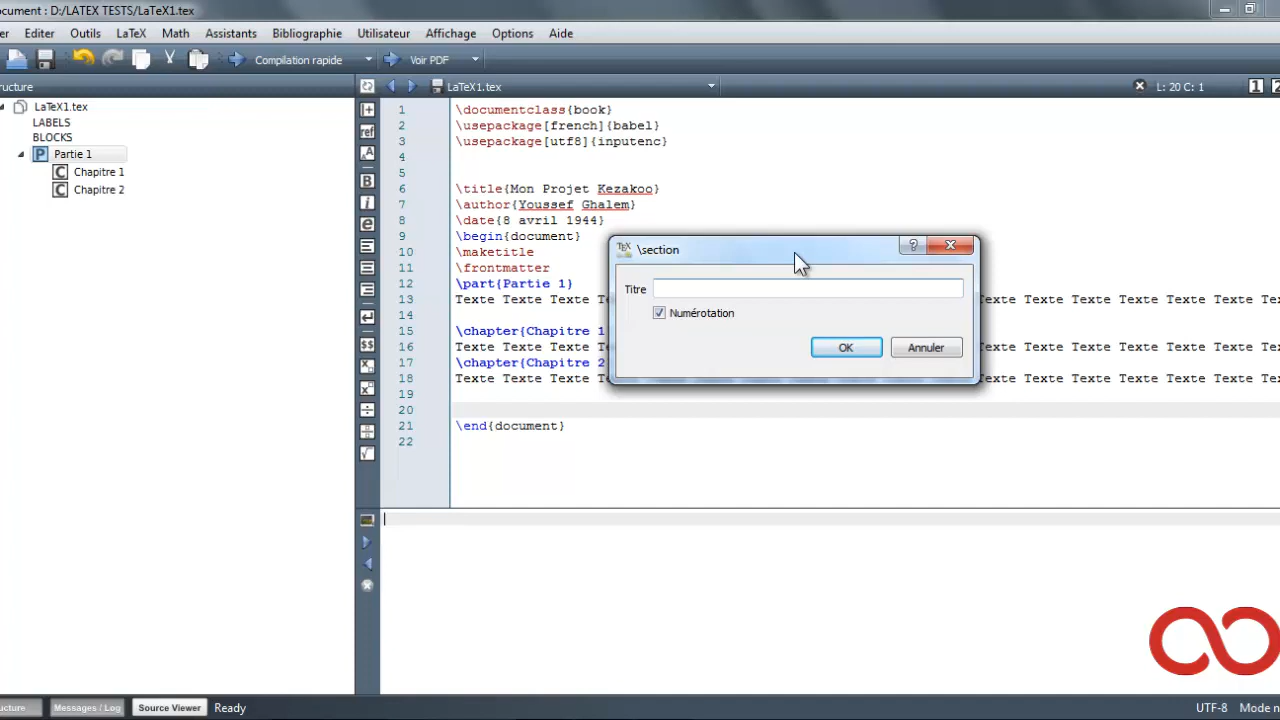 ocument : D:/LATEX TESTS/LaTeX1.tex
er Editer Outils LaTeX Math Assistants Bibliographie Utilisateur Affichage Options Aide
Compilation rapide Voir PDF
ructure LaTeX1.tex L: 20 C: 1 1 2
LaTeX1.tex
LABELS
BLOCKS
P Partie 1
C Chapitre 1
C Chapitre 2
ref
B
i
e
$$
1 \documentclass{book}
2 \usepackage[french]{babel}
3 \usepackage[utf8]{inputenc}
4
5
6 \title{Mon Projet Kezakoo}
7 \author{Youssef Ghalem}
8 \date{8 avril 1944}
9 \begin{document}
10 \maketitle
11 \frontmatter
12 \part{Partie 1}
13 Texte Texte Texte Te Texte Texte Texte Texte Texte Texte
14
15 \chapter{Chapitre 1
16 Texte Texte Texte Te Texte Texte Texte Texte Texte Texte
17 \chapter{Chapitre 2
18 Texte Texte Texte Te Texte Texte Texte Texte Texte Texte
19
20
21 \end{document}
22
TEX \section
Titre
Numérotation
OK Annuler
ucture Messages / Log Source Viewer Ready UTF-8 Mode n